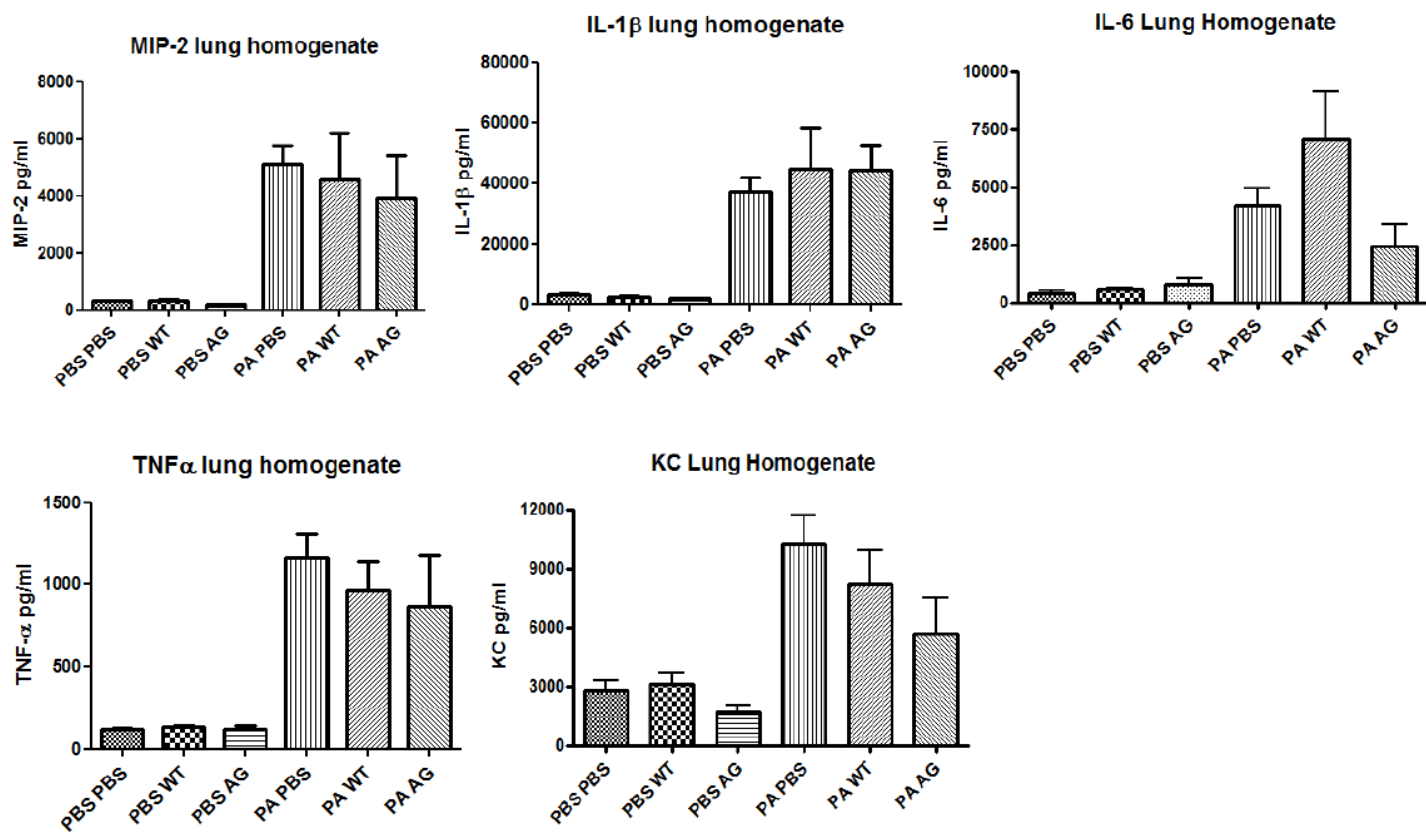 MIP-2 lung homogenate
MIP-2 pg/ml
8000
6000
4000
2000
0
PBS PBS
PBS WT
PBS AG
PA PBS
PA WT
PA AG
IL-1β lung homogenate
IL-1β pg/ml
80000
60000
40000
20000
0
PBS PBS
PBS WT
PBS AG
PA PBS
PA WT
PA AG
IL-6 Lung Homogenate
IL-6 pg/ml
10000
7500
5000
2500
0
PBS PBS
PBS WT
PBS AG
PA PBS
PA WT
PA AG
TNFα lung homogenate
TNF-α pg/ml
1500
1000
500
0
PBS PBS
PBS WT
PBS AG
PA PBS
PA WT
PA AG
KC Lung Homogenate
KC pg/ml
12000
9000
6000
3000
0
PBS PBS
PBS WT
PBS AG
PA PBS
PA WT
PA AG